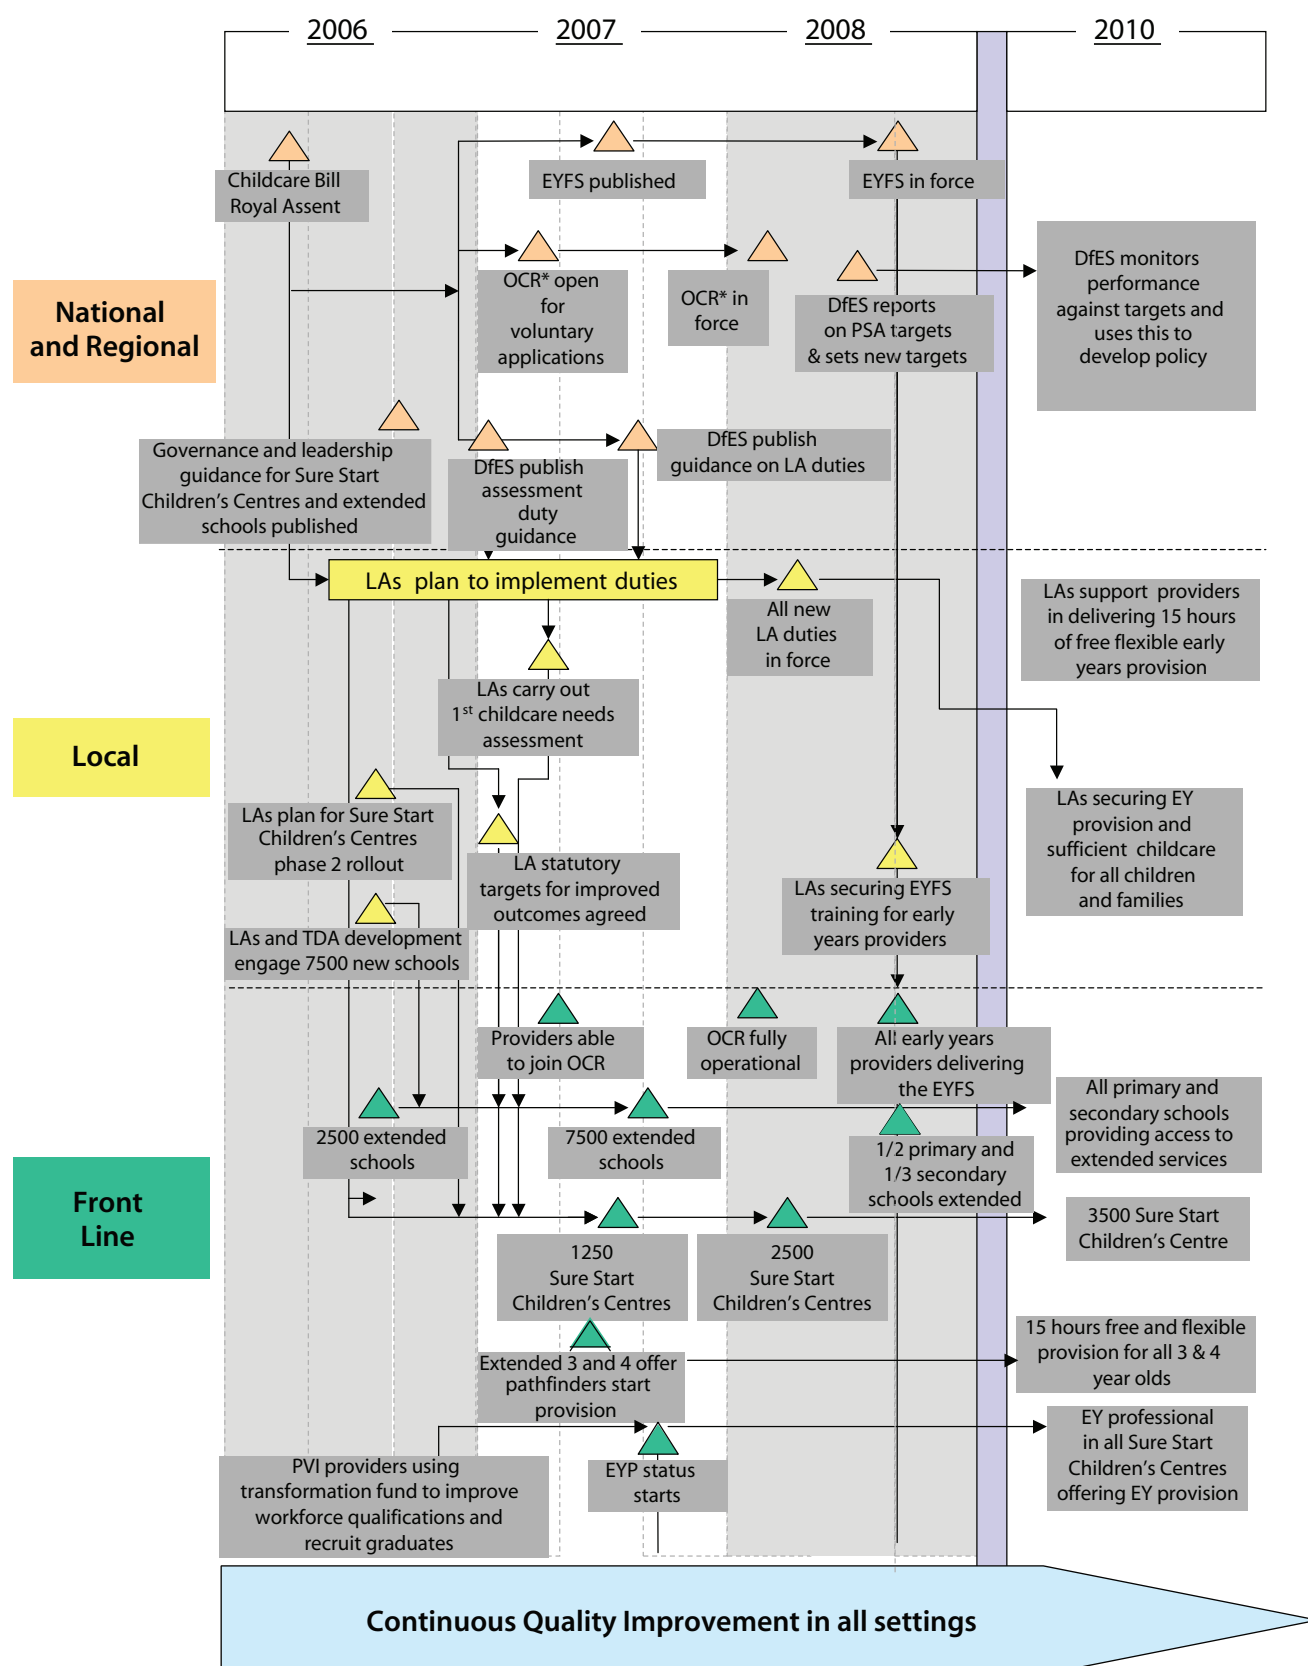 2006
2007
2008
2010
Childcare Bill
Royal Assent
EYFS published
EYFS in force
National
and Regional
OCR* open
for
voluntary
applications
OCR* in
force
DfES reports
on PSA targets
& sets new targets
DfES monitors
performance
against targets and
uses this to
develop policy
Governance and leadership
guidance for Sure Start
Children's Centres and extended
schools published
DfES publish
assessment
duty
guidance
DfES publish
guidance on LA duties
LAs plan to implement duties
All new
LA duties
in force
LAs support providers
in delivering 15 hours
of free flexible early
years provision
Local
LAs carry out
1st childcare needs
assessment
LAs plan for Sure Start
Children's Centres
phase 2 rollout
LA statutory
targets for improved
outcomes agreed
LAs securing EYFS
training for early
years providers
LAs securing EY
provision and
sufficient childcare
for all children
and families
LAs and TDA development
engage 7500 new schools
Front
Line
Providers able
to join OCR
OCR fully
operational
All early years
providers delivering
the EYFS
2500 extended
schools
7500 extended
schools
1/2 primary and
1/3 secondary
schools extended
All primary and
secondary schools
providing access to
extended services
1250
Sure Start
Children's Centres
2500
Sure Start
Children's Centres
3500 Sure Start
Children's Centre
Extended 3 and 4 offer
pathfinders start
provision
15 hours free and flexible
provision for all 3 & 4
year olds
PVI providers using
transformation fund to improve
workforce qualifications and
recruit graduates
EYP status
starts
EY professional
in all Sure Start
Children's Centres
offering EY provision
Continuous Quality Improvement in all settings